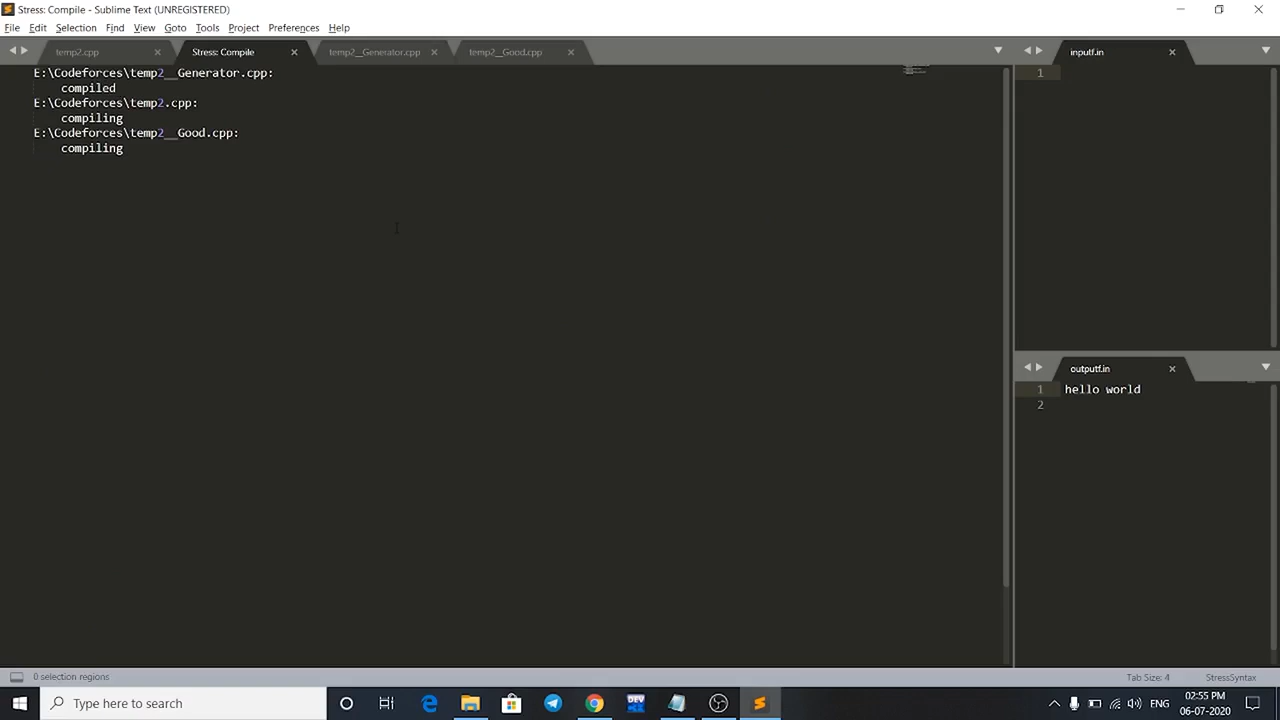 Stress: Compile - Sublime Text (UNREGISTERED)
File Edit Selection Find View Goto Tools Project Preferences Help
temp2.cpp Stress: Compile temp2__Generator.cpp temp2__Good.cpp
E:\Codeforces\temp2__Generator.cpp:
compiled
E:\Codeforces\temp2.cpp:
compiling
E:\Codeforces\temp2__Good.cpp:
compiling
inputf.in
1
outputf.in
1 hello world
2
0 selection regions Tab Size: 4 StressSyntax
Type here to search
DEV
ENG
02:55 PM
06-07-2020